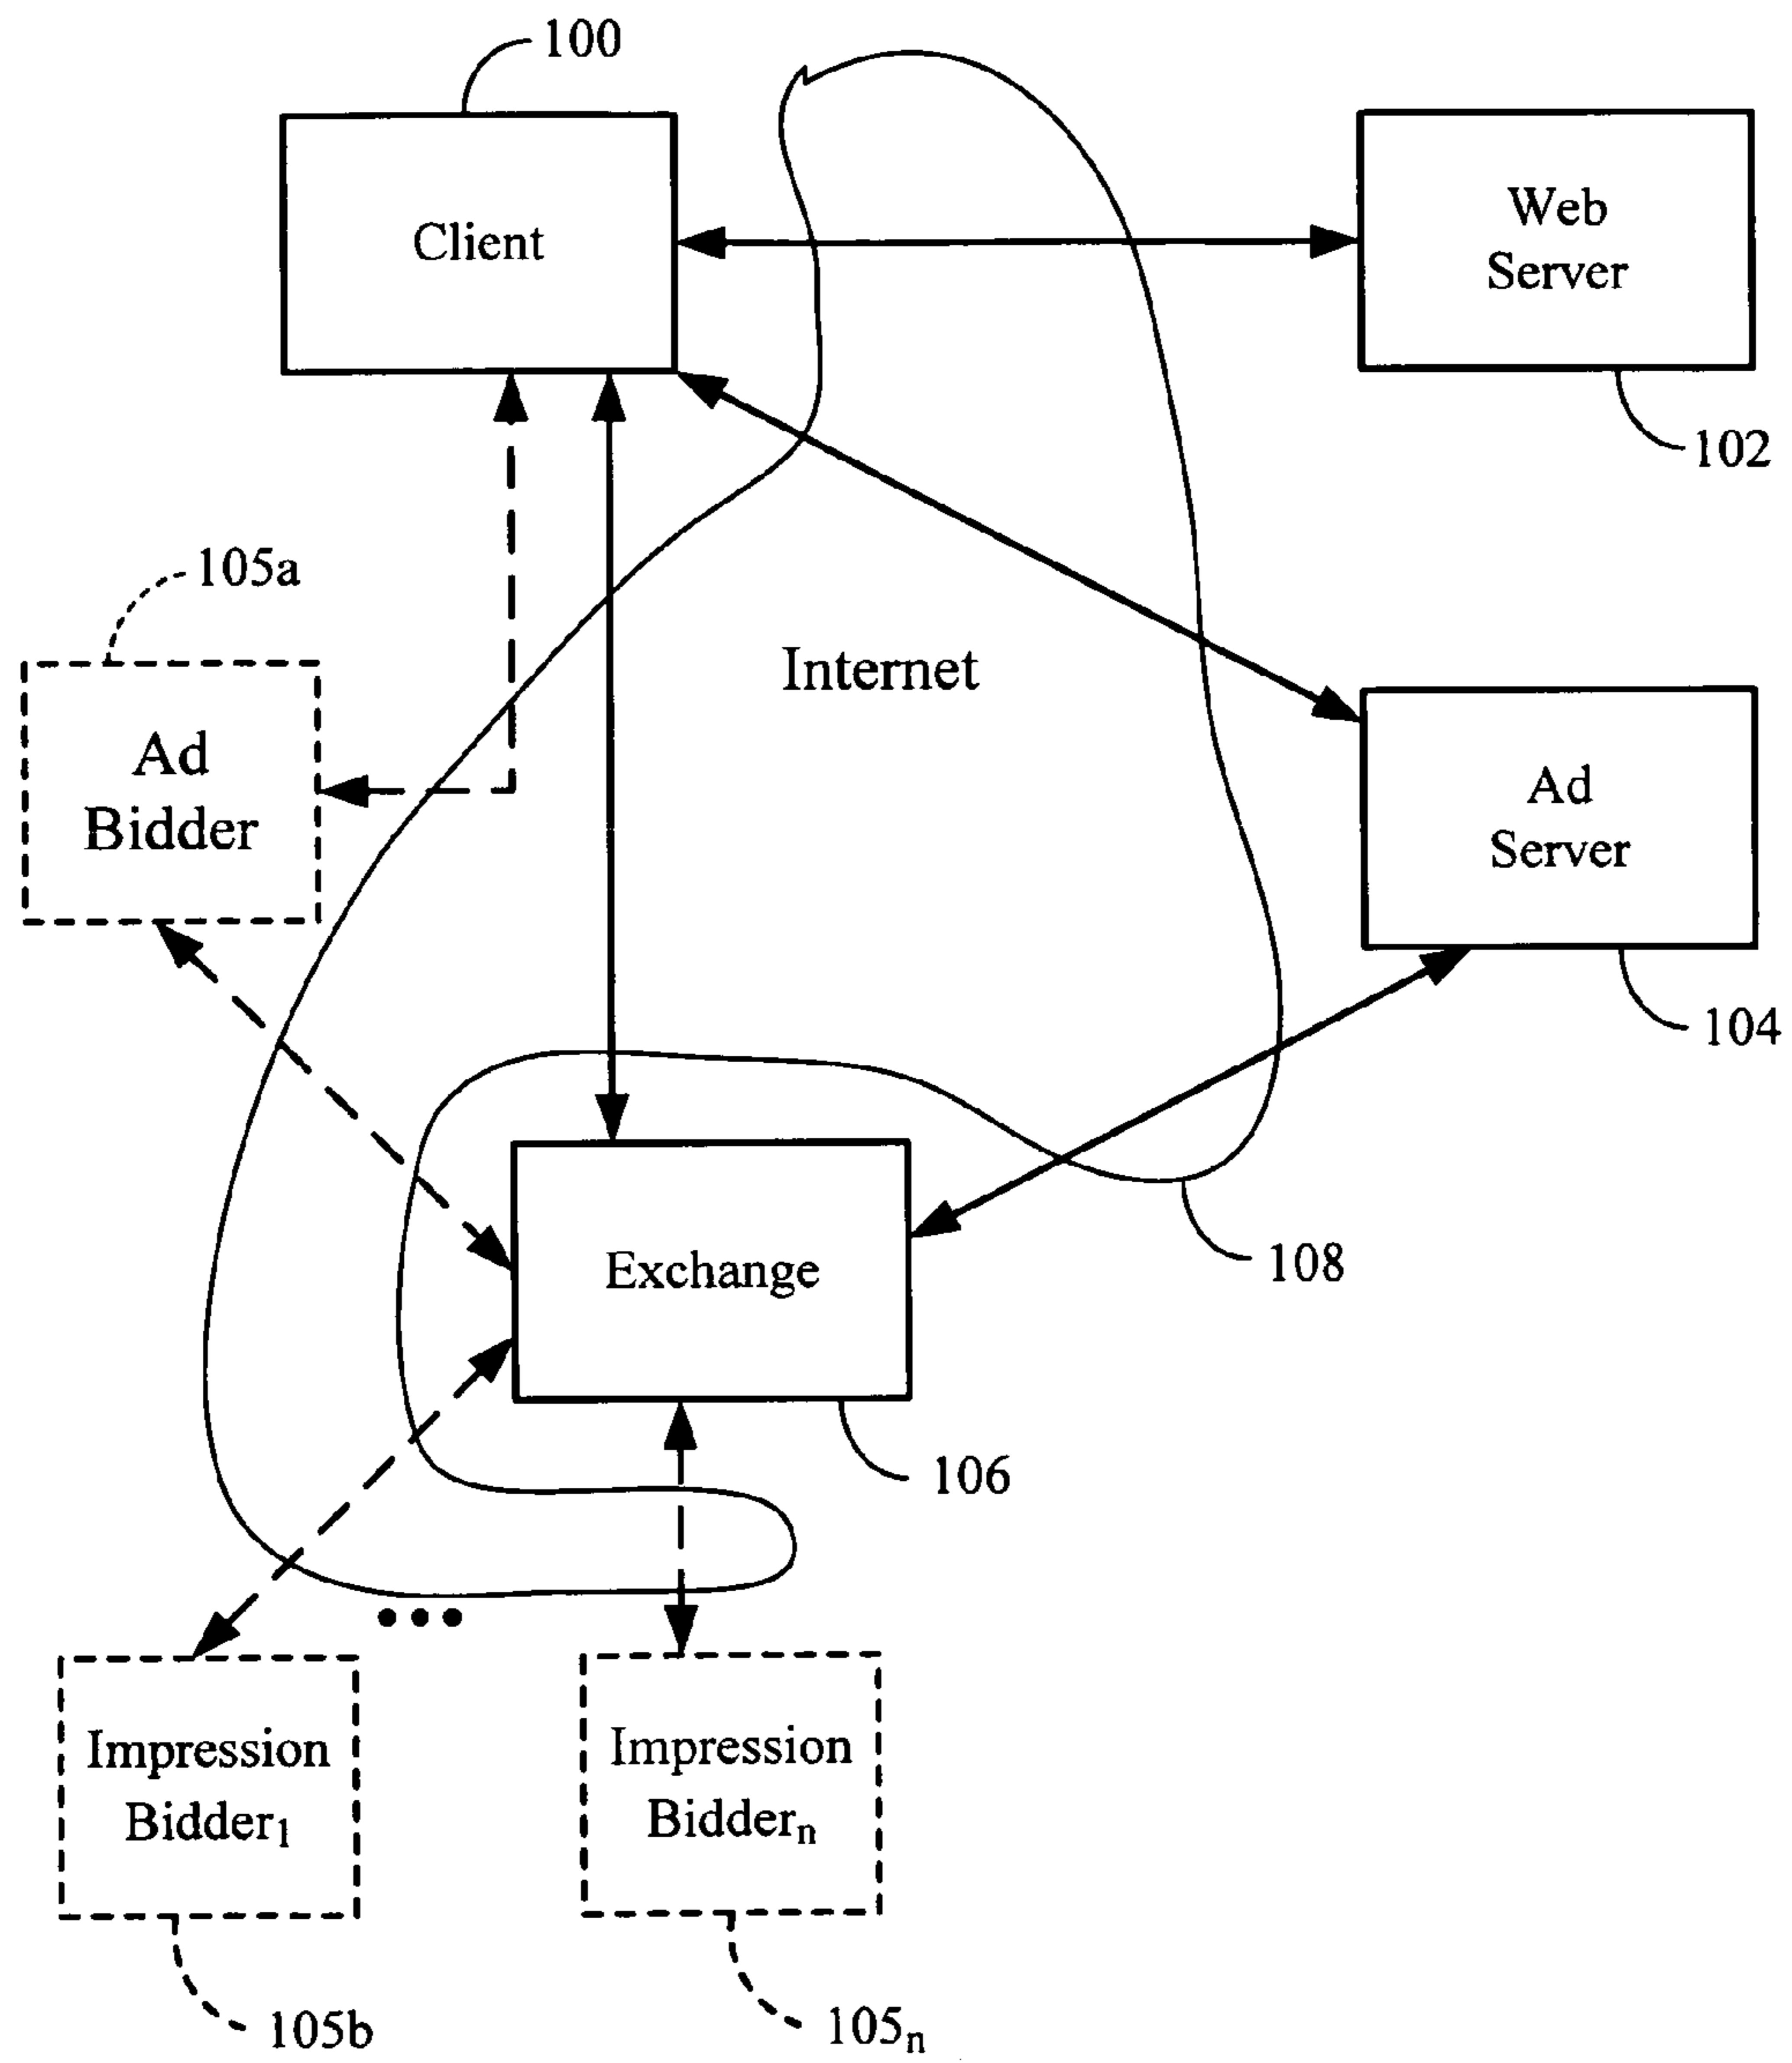 100
Client
Web
Server
102
105a
Ad
Bidder
Internet
Ad
Server
104
Exchange
108
106
Impression
Bidder1
Impression
Biddern
105b
105n